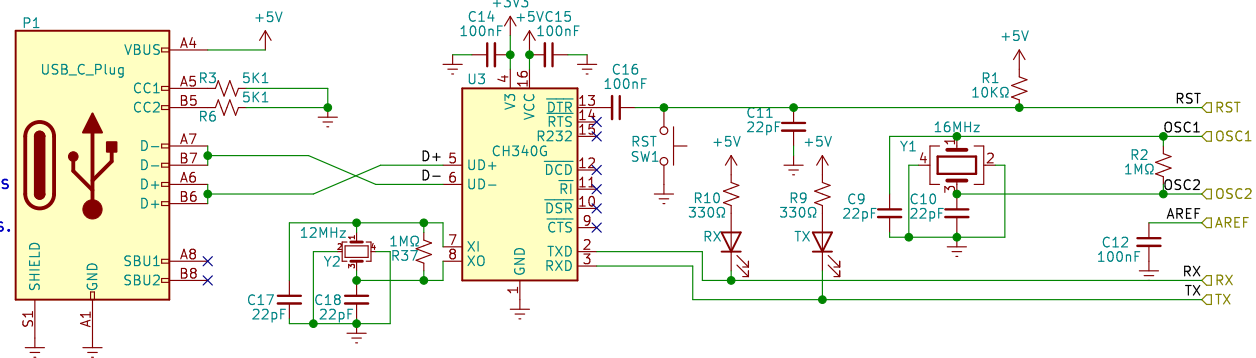 P1
USB_C_Plug
VBUS A4
+5V
CC1 A5 R3 5K1
CC2 B5 R6 5K1
D- A7
D- B7
D+ A6
D+ B6
SBU1 A8
SBU2 B8
SHIELD
GND
S1
A1
s
s.
D+
D-
12MHz
1
2
4
3
Y2
1MΩ
R37
C17
22pF
C18
22pF
+3V3
C14
100nF
+5V
C15
100nF
U3
4
16
V3
VCC
CH340G
5 UD+
6 UD-
7 XI
8 XO
GND
1
DTR 13
RTS 14
R232 15
DCD 12
RI 11
DSR 10
CTS 9
TXD 2
RXD 3
C16
100nF
RST
SW1
C11
22pF
+5V
R10
330Ω
RX
+5V
R9
330Ω
TX
+5V
R1
10KΩ
16MHz
Y1
1
4
2
3
C9
22pF
C10
22pF
R2
1MΩ
C12
100nF
RST RST
OSC1 OSC1
OSC2 OSC2
AREF AREF
RX RX
TX TX